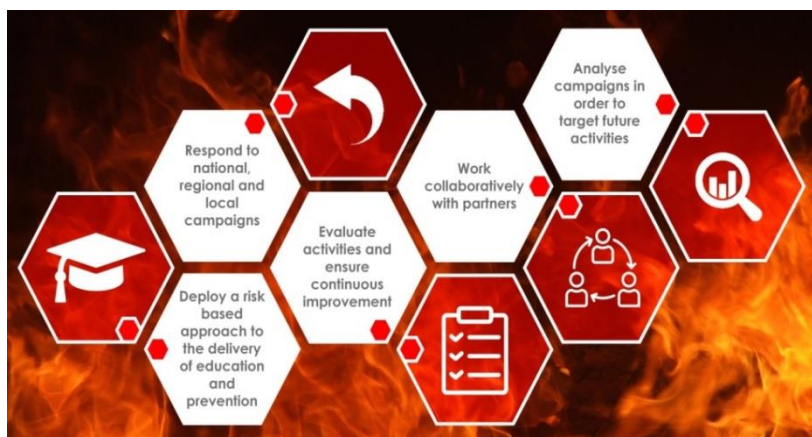 Analyse
campaigns in
order to
target future
activities
Respond to
national,
regional and
local
campaigns
Work
collaboratively
with partners
Evaluate
activities and
ensure
continuous
improvement
Deploy a risk
based
approach to
the delivery
of education
and
prevention